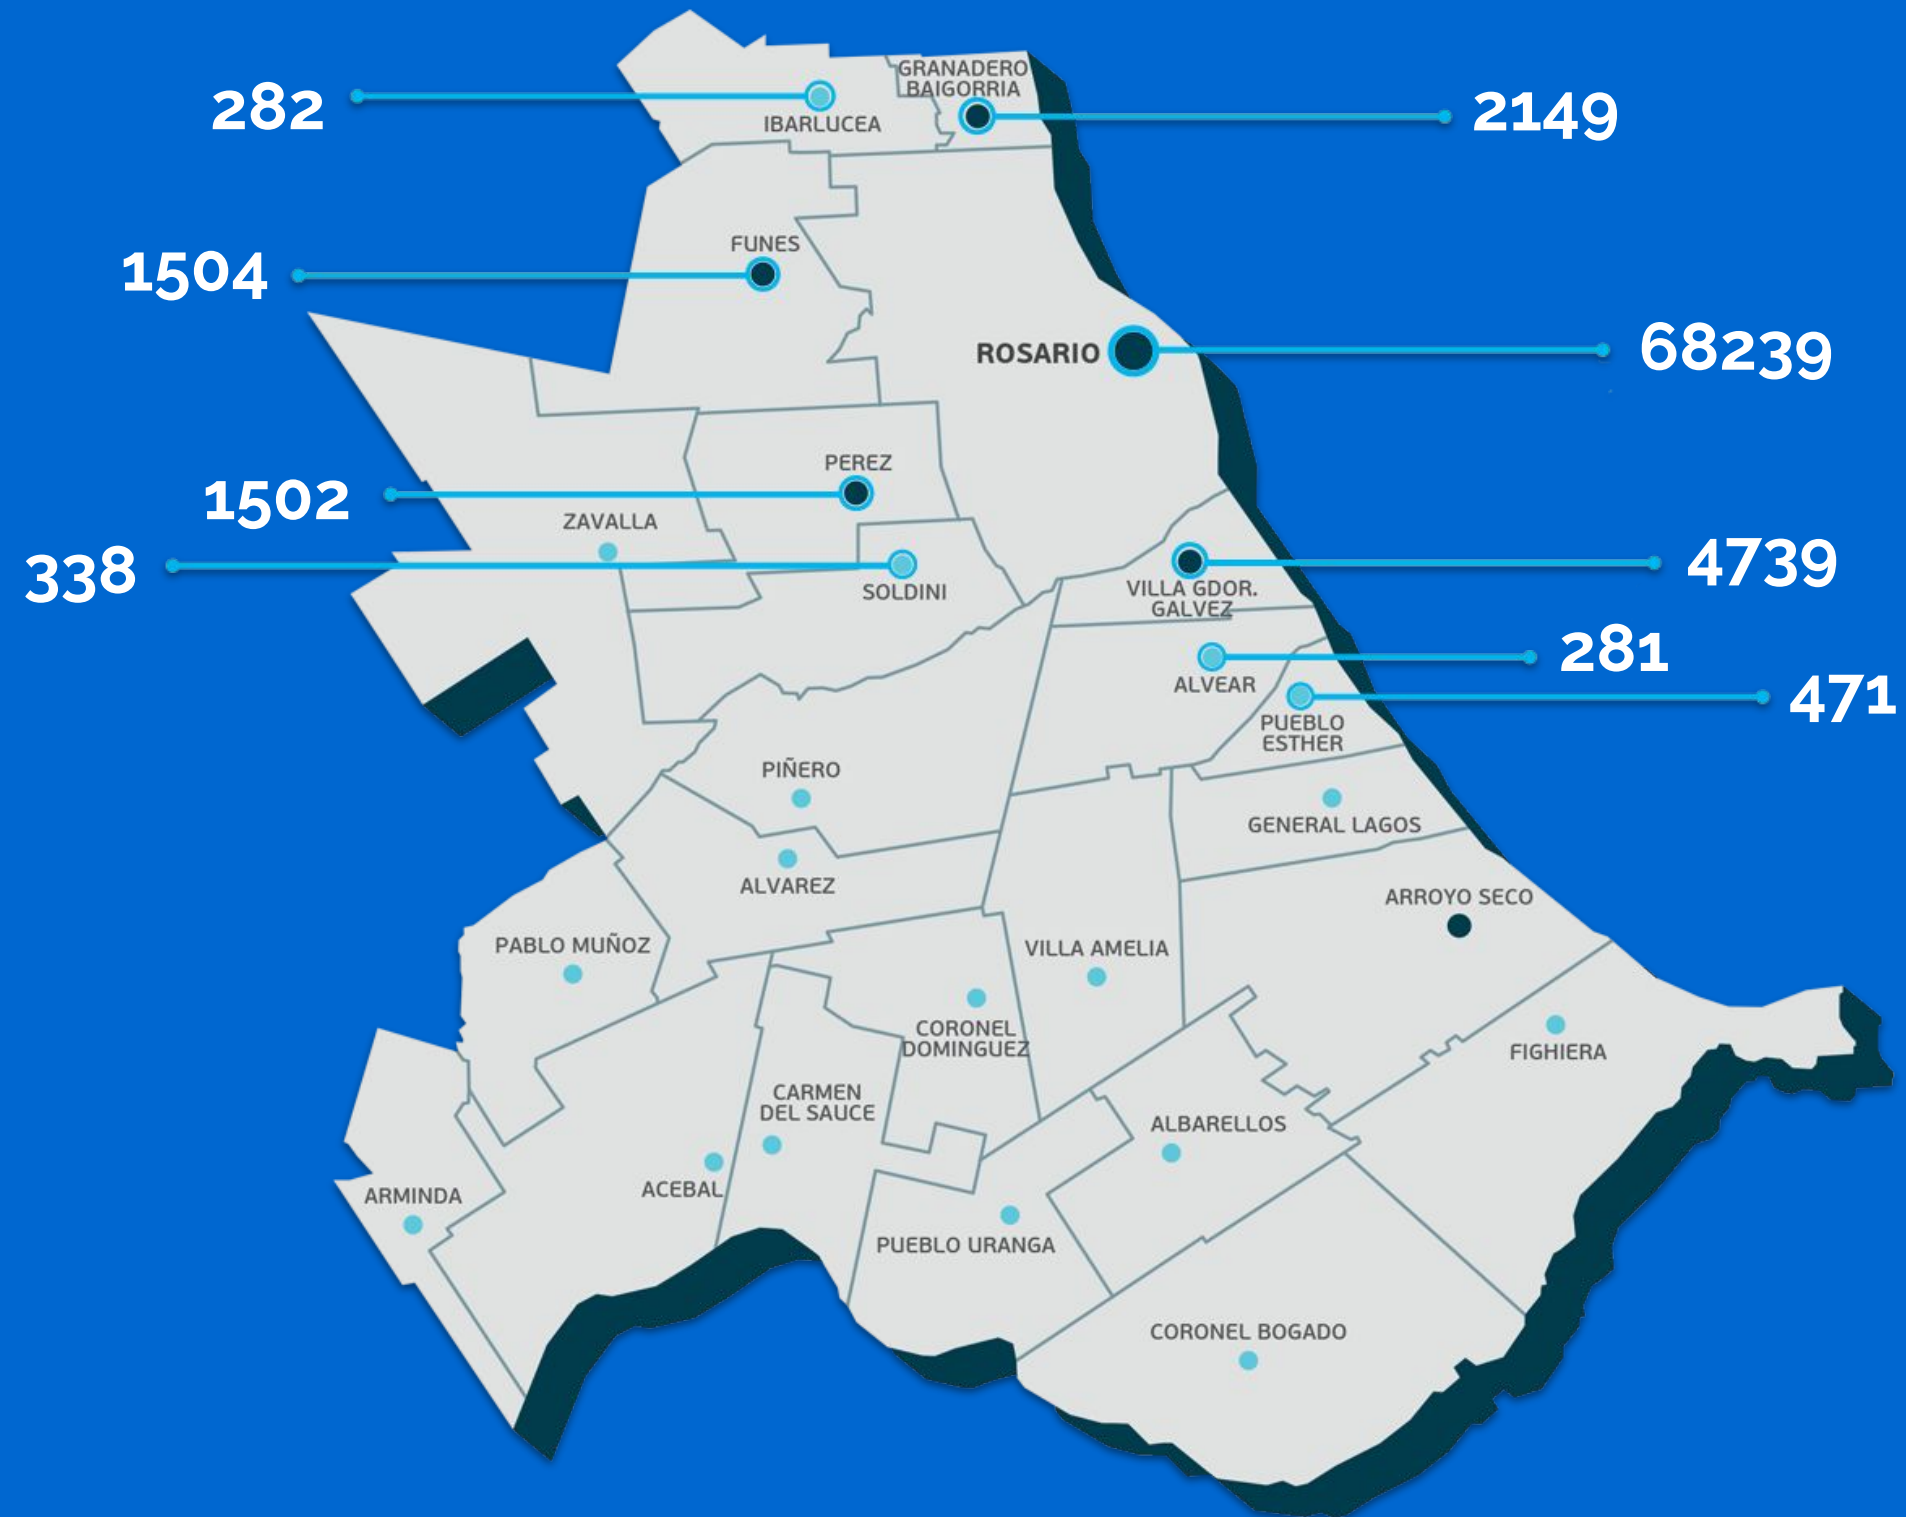 GRANADERO
BAIGORRIA
282
IBARLUCEA
2149
FUNES
1504
ROSARIO
68239
PEREZ
1502
ZAVALLA
338
SOLDINI
4739
VILLA GDOR.
GALVEZ
281
ALVEAR
471
PUEBLO
ESTHER
PIÑERO
GENERAL LAGOS
ALVAREZ
ARROYO SECO
PABLO MUÑOZ
VILLA AMELIA
CORONEL
DOMINGUEZ
FIGHIERA
CARMEN
DEL SAUCE
ALBARELLOS
ACEBAL
ARMINDA
PUEBLO URANGA
CORONEL BOGADO